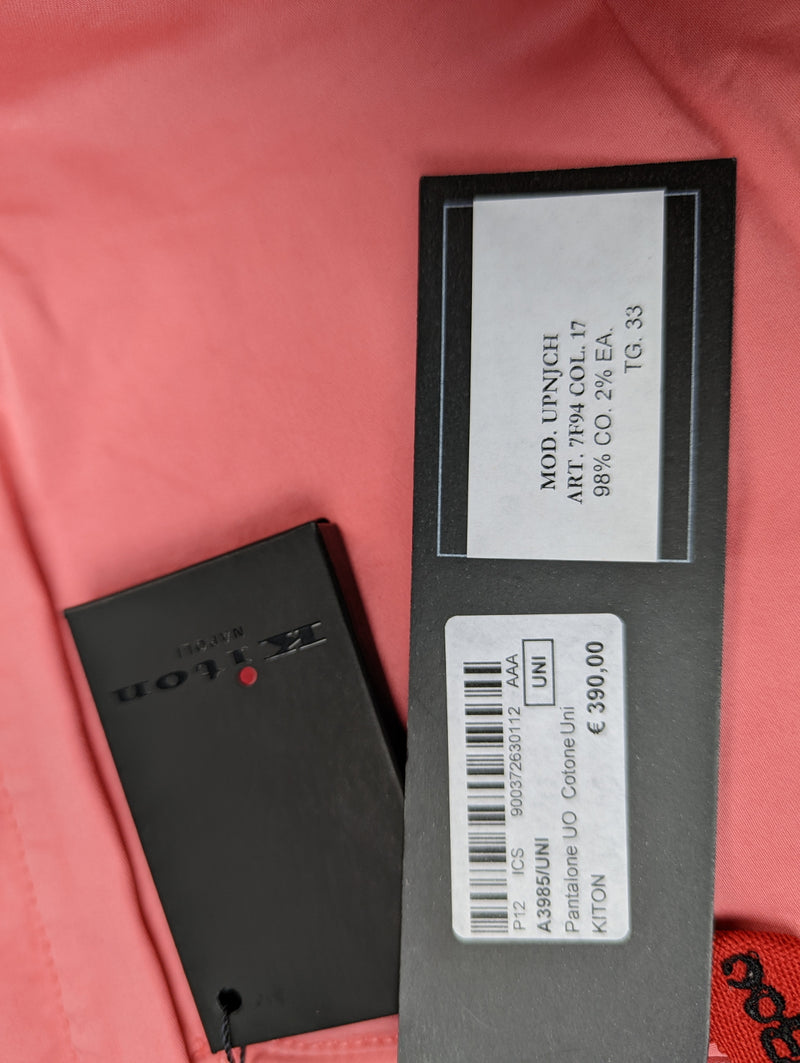 MOD. UPNJCH
ART. 7F94 COL. 17
98% CO. 2% EA.
TG. 33
P12 ICS 900372630112 AAA
A3985/UNI UNI
Pantalone UO Cotone Uni
KITON € 390,00
Kiton
NAPOLI